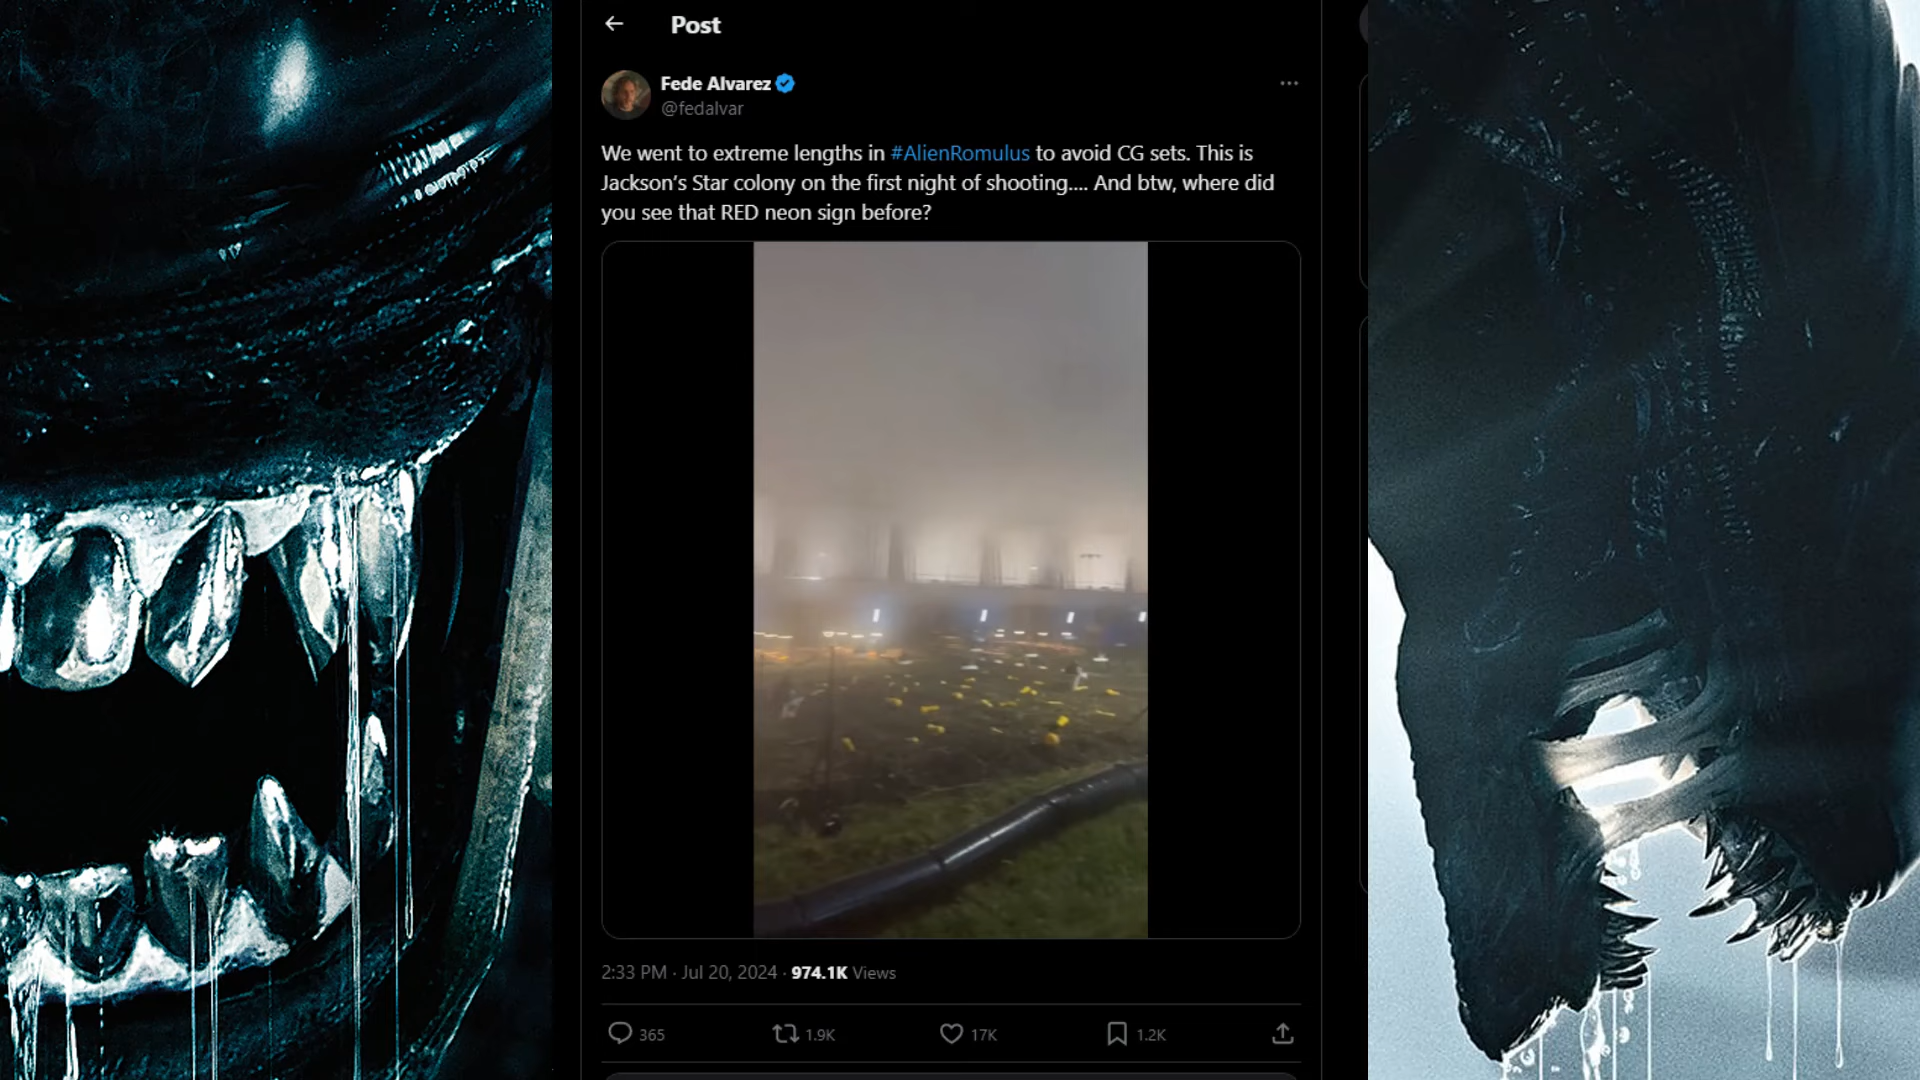 Post
Fede Alvarez
@fedalvar
We went to extreme lengths in #AlienRomulus to avoid CG sets. This is
Jackson’s Star colony on the first night of shooting.... And btw, where did
you see that RED neon sign before?
2:33 PM · Jul 20, 2024 · 974.1K Views
365 1.9K 17K 1.2K